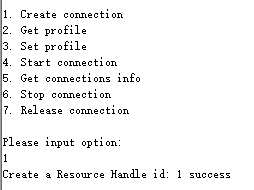 1. Create connection
2. Get profile
3. Set profile
4. Start connection
5. Get connections info
6. Stop connection
7. Release connection
Please input option:
1
Create a Resource Handle id: 1 success